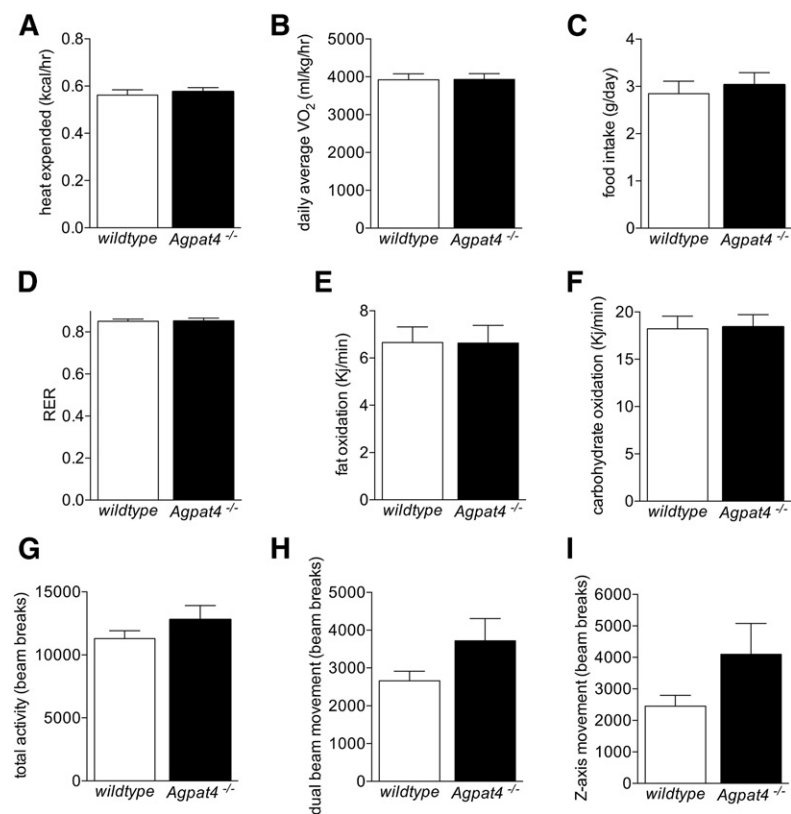 A
heat expended (kcal/hr)
0.8
0.6
0.4
0.2
0.0
wildtype Agpat4 -/-
B
daily average VO2 (ml/kg/hr)
5000
4000
3000
2000
1000
0
wildtype Agpat4 -/-
C
food intake (g/day)
4
3
2
1
0
wildtype Agpat4 -/-
D
RER
0.8
0.6
0.4
0.2
0.0
wildtype Agpat4 -/-
E
fat oxidation (Kj/min)
8
6
4
2
0
wildtype Agpat4 -/-
F
carbohydrate oxidation (Kj/min)
20
15
10
5
0
wildtype Agpat4 -/-
G
total activity (beam breaks)
15000
10000
5000
0
wildtype Agpat4 -/-
H
dual beam movement (beam breaks)
5000
4000
3000
2000
1000
0
wildtype Agpat4 -/-
I
Z-axis movement (beam breaks)
6000
5000
4000
3000
2000
1000
0
wildtype Agpat4 -/-